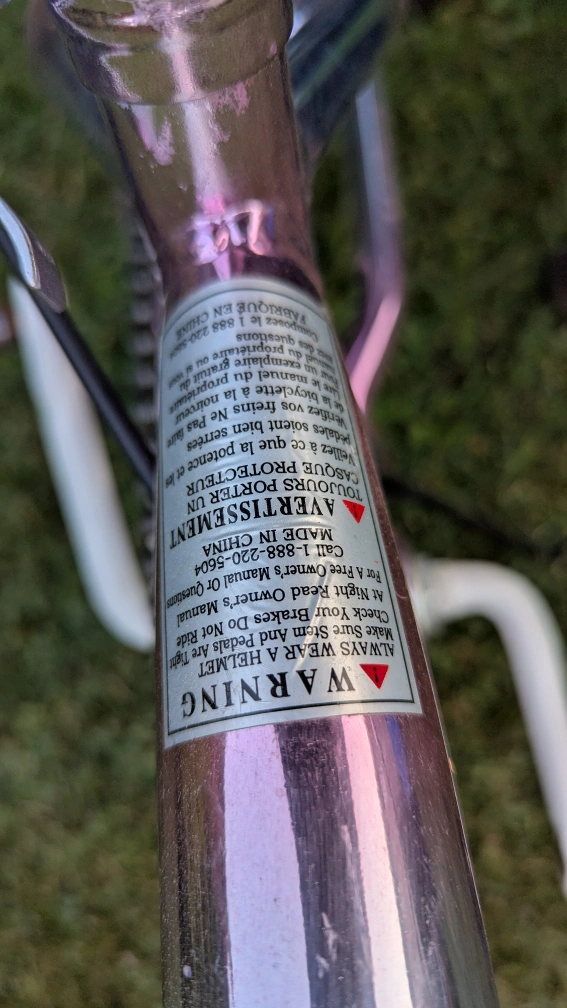 WARNING
ALWAYS WEAR A HELMET
Make Sure Stem And Pedals Are Tight
Check Your Brakes Do Not Ride
At Night Read Owner's Manual
For A Free Owner's Manual Or Questions
Call 1-888-220-5604
MADE IN CHINA
AVERTISSEMENT
TOUJOURS PORTER UN
CASQUE PROTECTEUR
Veillez à ce que la potence et les
pédales soient bien serrées
Vérifiez vos freins Ne Pas faire
de la bicyclette à la noirceur
le manuel du propriétaire
un exemplaire gratuit du
manuel du propriétaire ou si vous
des questions
Composez le 1 888 220-
FABRIQUÉ EN CHINE